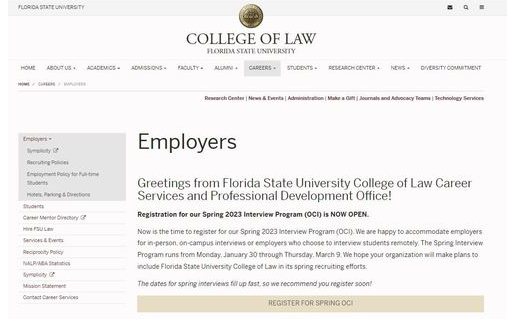 FLORIDA STATE UNIVERSITY
COLLEGE OF LAW
FLORIDA STATE UNIVERSITY
HOME ABOUT US ACADEMICS ADMISSIONS FACULTY ALUMNI CAREERS STUDENTS RESEARCH CENTER NEWS DIVERSITY COMMITMENT
HOME // CAREERS // EMPLOYERS
Research Center | News & Events | Administration | Make a Gift | Journals and Advocacy Teams | Technology Services
Employers
Symplicity
Recruiting Policies
Employment Policy for Full-time
Students
Hotels, Parking & Directions
Students
Career Mentor Directory
Hire FSU Law
Services & Events
Reciprocity Policy
NALP/ABA Statistics
Symplicity
Mission Statement
Contact Career Services
Employers
Greetings from Florida State University College of Law Career
Services and Professional Development Office!
Registration for our Spring 2023 Interview Program (OCI) is NOW OPEN.
Now is the time to register for our Spring 2023 Interview Program (OCI). We are happy to accommodate employers
for in-person, on-campus interviews or employers who choose to interview students remotely. The Spring Interview
Program runs from Monday, January 30 through Thursday, March 9. We hope your organization will make plans to
include Florida State University College of Law in its spring recruiting efforts.
The dates for spring interviews fill up fast, so we recommend you register soon!
REGISTER FOR SPRING OCI